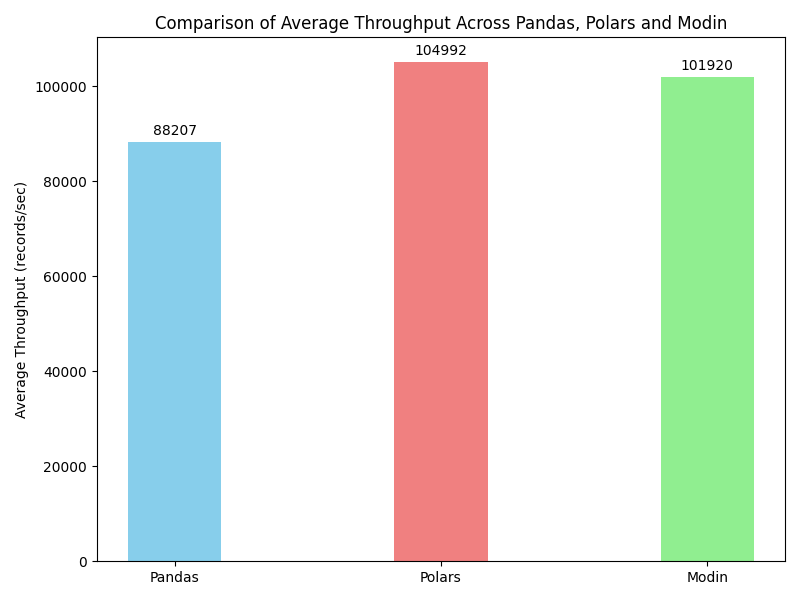 Comparison of Average Throughput Across Pandas, Polars and Modin
104992
101920
88207
100000
80000
60000
40000
20000
0
Average Throughput (records/sec)
Pandas
Polars
Modin